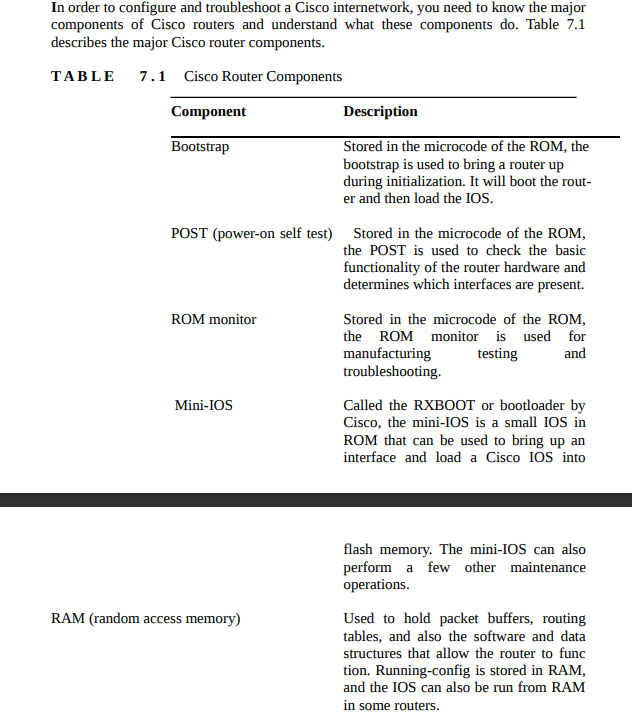 In order to configure and troubleshoot a Cisco internetwork, you need to know the major
components of Cisco routers and understand what these components do. Table 7.1
describes the major Cisco router components.
TABLE 7.1 Cisco Router Components
Component Description
Bootstrap Stored in the microcode of the ROM, the
bootstrap is used to bring a router up
during initialization. It will boot the rout-
er and then load the IOS.
POST (power-on self test) Stored in the microcode of the ROM,
the POST is used to check the basic
functionality of the router hardware and
determines which interfaces are present.
ROM monitor Stored in the microcode of the ROM,
the ROM monitor is used for
manufacturing testing and
troubleshooting.
Mini-IOS Called the RXBOOT or bootloader by
Cisco, the mini-IOS is a small IOS in
ROM that can be used to bring up an
interface and load a Cisco IOS into
flash memory. The mini-IOS can also
perform a few other maintenance
operations.
RAM (random access memory) Used to hold packet buffers, routing
tables, and also the software and data
structures that allow the router to func
tion. Running-config is stored in RAM,
and the IOS can also be run from RAM
in some routers.